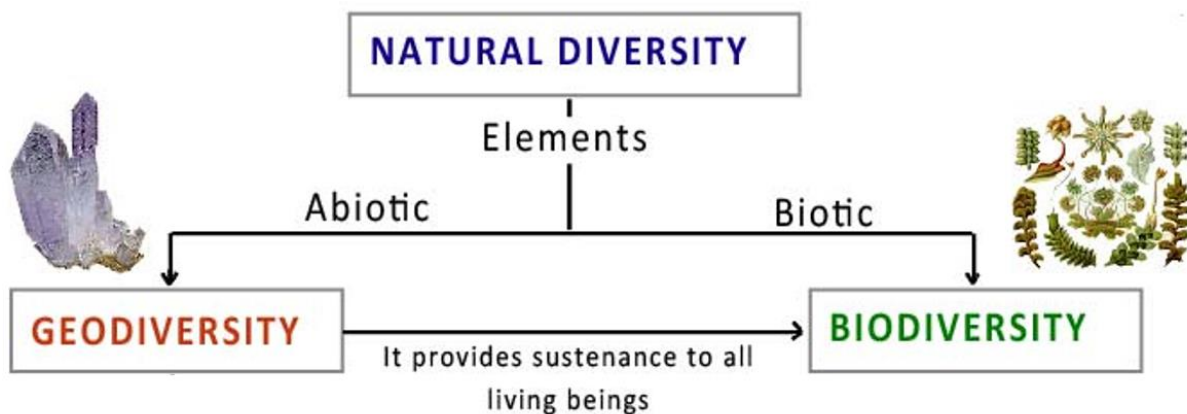 NATURAL DIVERSITY
Elements
Abiotic
Biotic
GEODIVERSITY
It provides sustenance to all
living beings
BIODIVERSITY